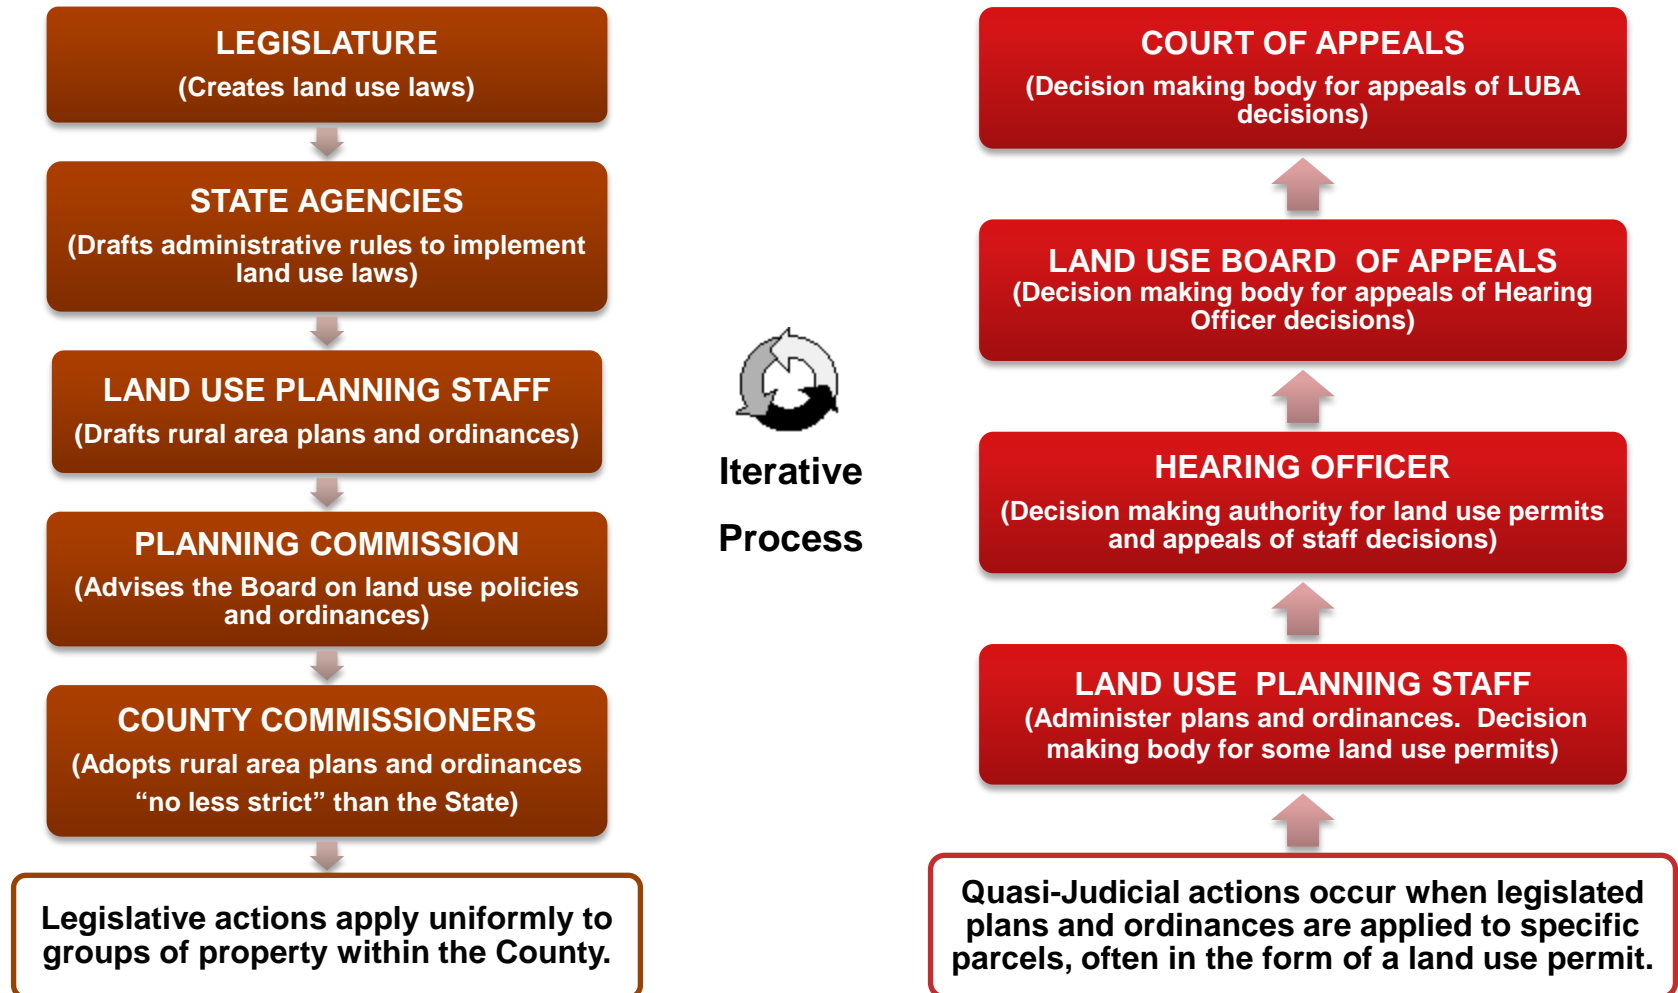 LEGISLATURE
(Creates land use laws)
STATE AGENCIES
(Drafts administrative rules to implement
land use laws)
LAND USE PLANNING STAFF
(Drafts rural area plans and ordinances)
PLANNING COMMISSION
(Advises the Board on land use policies
and ordinances)
COUNTY COMMISSIONERS
(Adopts rural area plans and ordinances
“no less strict” than the State)
Legislative actions apply uniformly to
groups of property within the County.
Iterative
Process
COURT OF APPEALS
(Decision making body for appeals of LUBA
decisions)
LAND USE BOARD  OF APPEALS
(Decision making body for appeals of Hearing
Officer decisions)
HEARING OFFICER
(Decision making authority for land use permits
and appeals of staff decisions)
LAND USE  PLANNING STAFF
(Administer plans and ordinances.  Decision
making body for some land use permits)
Quasi-Judicial actions occur when legislated
plans and ordinances are applied to specific
parcels, often in the form of a land use permit.